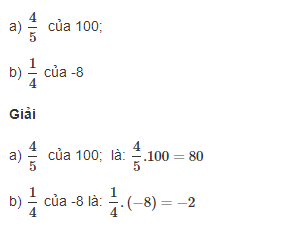 a) 4/5 của 100;
b) 1/4 của -8
Giải
a) 4/5 của 100; là: 4/5 .100 = 80
b) 1/4 của -8 là: 1/4 .(−8) = −2